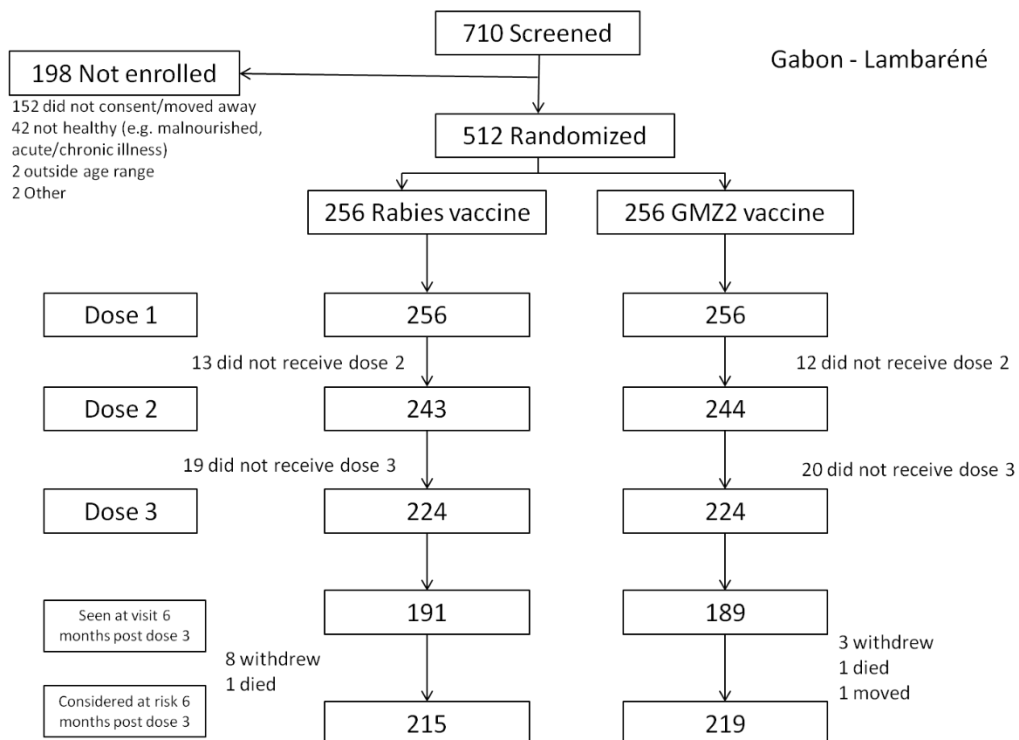 710 Screened
Gabon - Lambaréné
198 Not enrolled
152 did not consent/moved away
42 not healthy (e.g. malnourished,
acute/chronic illness)
2 outside age range
2 Other
512 Randomized
256 Rabies vaccine
256 GMZ2 vaccine
Dose 1
256
256
13 did not receive dose 2
12 did not receive dose 2
Dose 2
243
244
19 did not receive dose 3
20 did not receive dose 3
Dose 3
224
224
Seen at visit 6
months post dose 3
191
189
8 withdrew
1 died
3 withdrew
1 died
1 moved
Considered at risk 6
months post dose 3
215
219